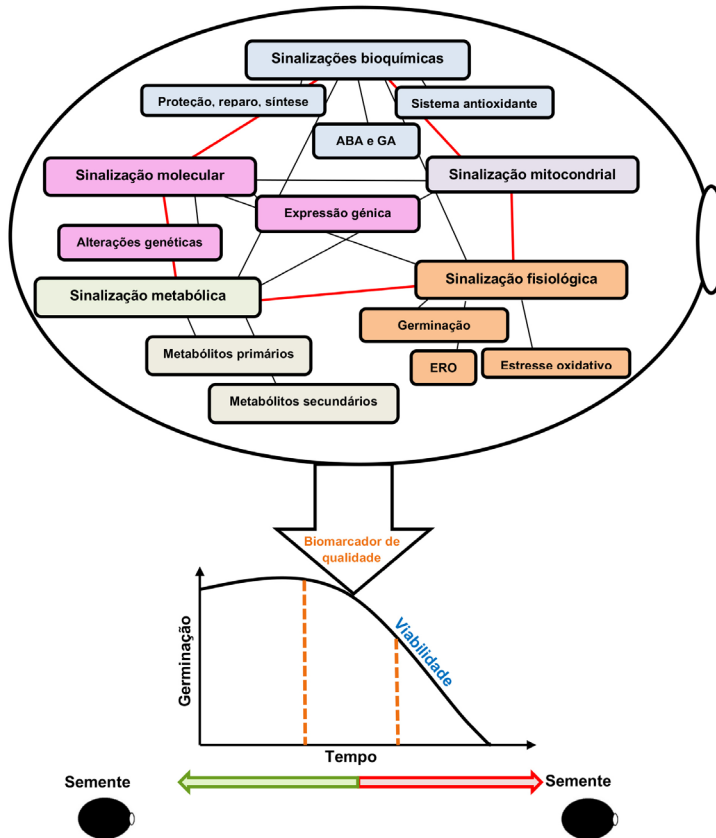 Sinalizações bioquímicas
Proteção, reparo, síntese
Sistema antioxidante
ABA e GA
Sinalização molecular
Sinalização mitocondrial
Expressão génica
Alterações genéticas
Sinalização fisiológica
Sinalização metabólica
Germinação
Metabólitos primários
ERO
Estresse oxidativo
Metabólitos secundários
Biomarcador de
qualidade
Germinação
Viabilidade
Tempo
Semente
Semente